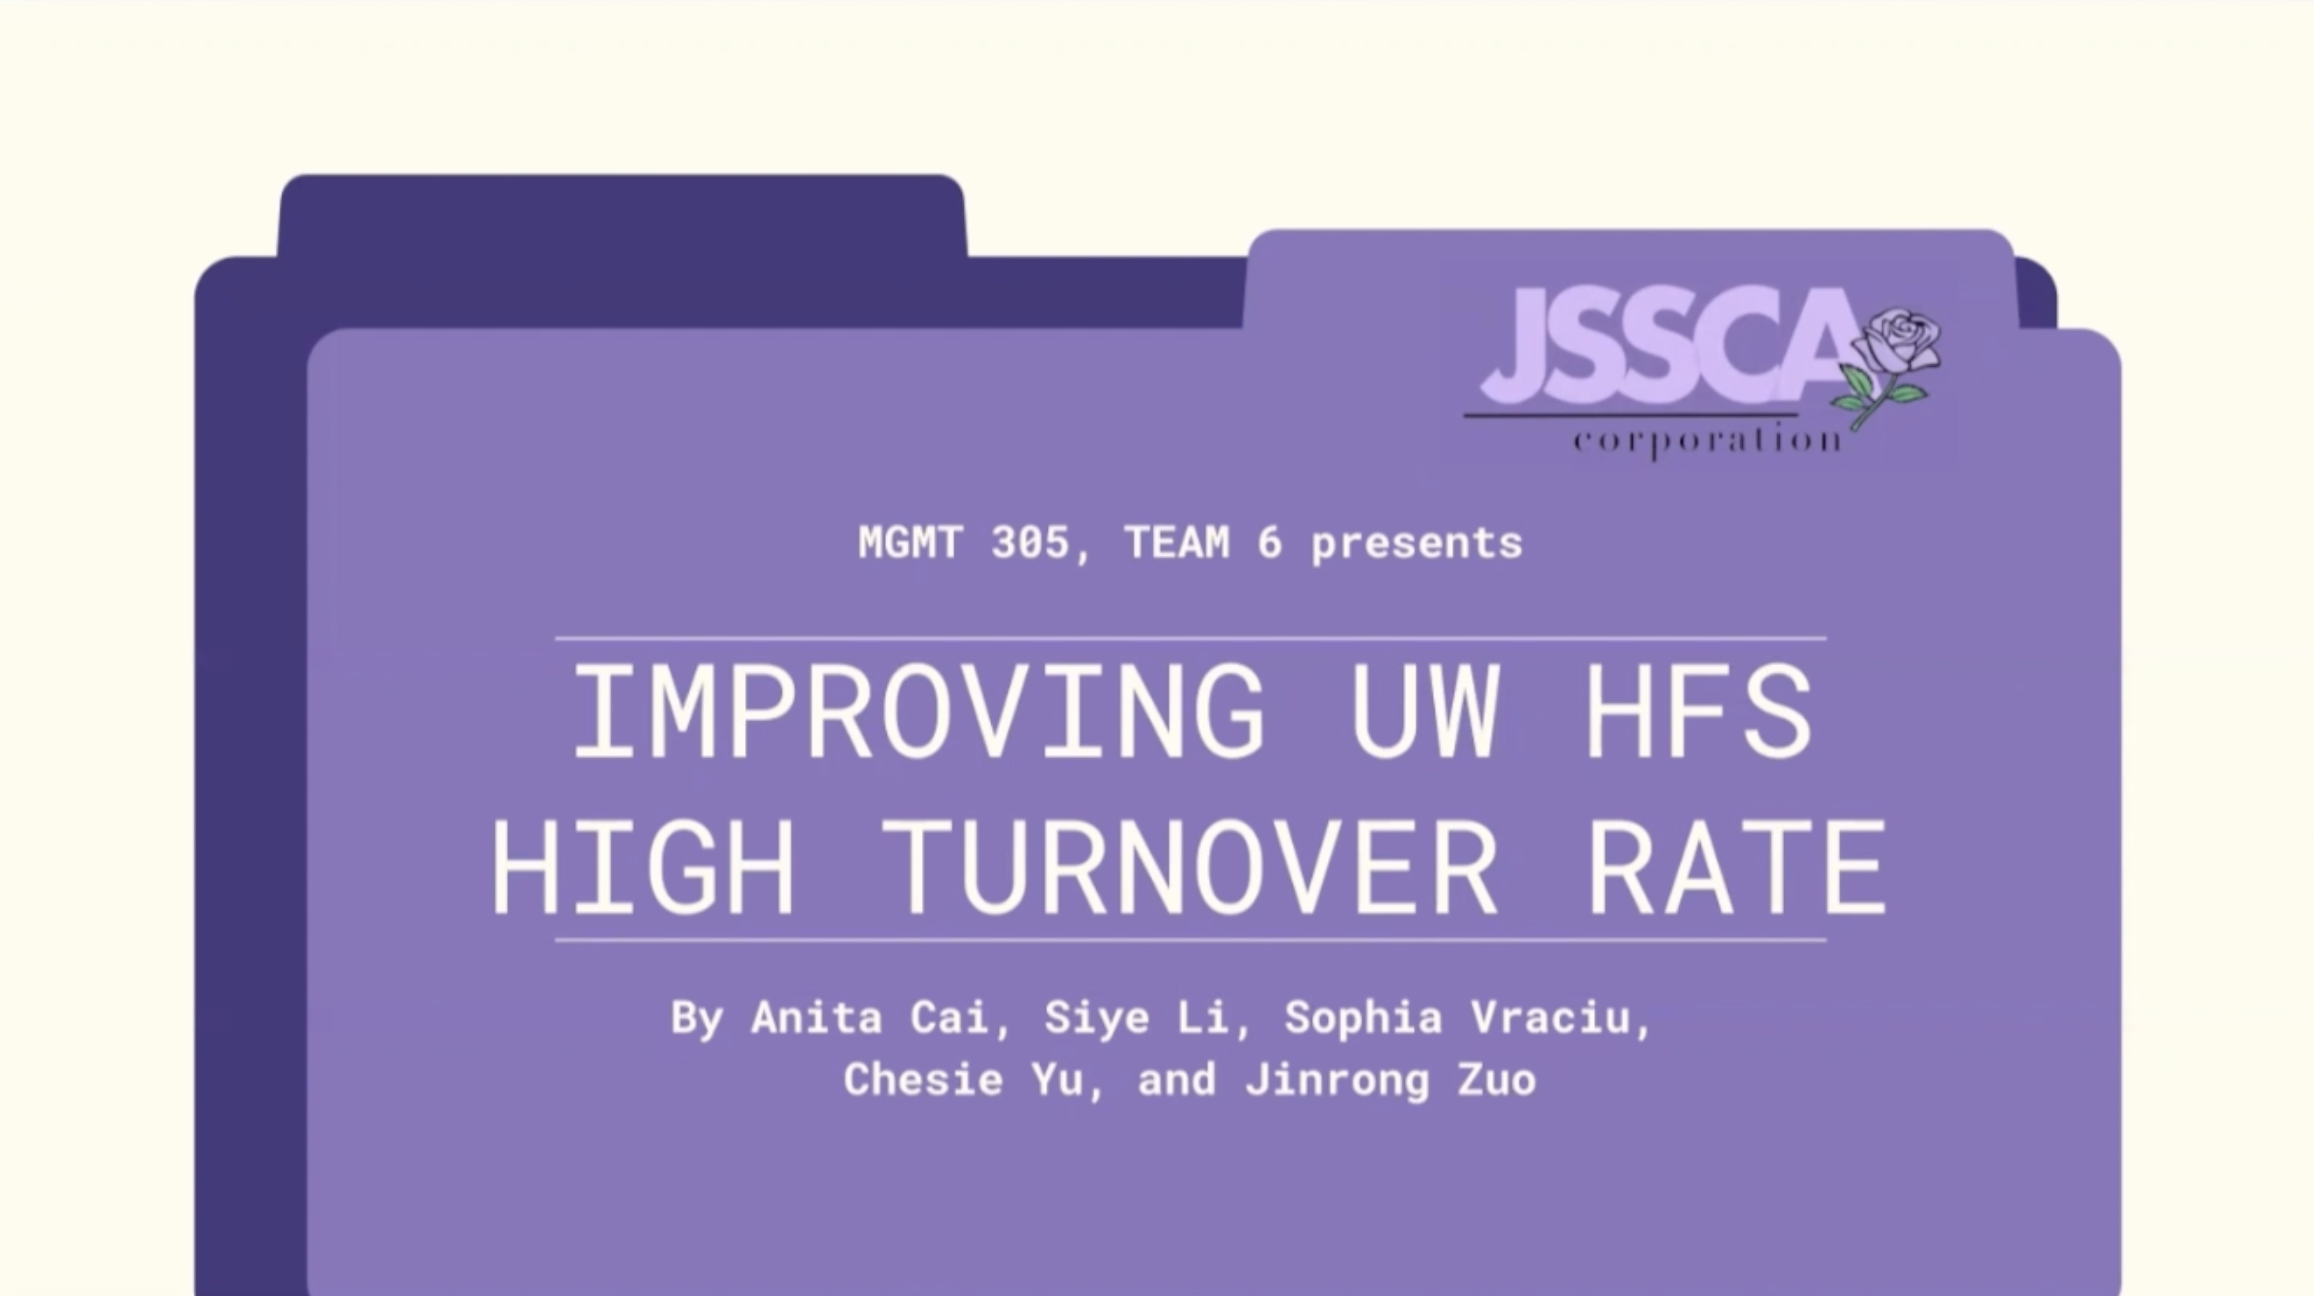 JSSCA
corporation
MGMT 305, TEAM 6 presents
IMPROVING UW HFS
HIGH TURNOVER RATE
By Anita Cai, Siye Li, Sophia Vraciu,
Chesie Yu, and Jinrong Zuo